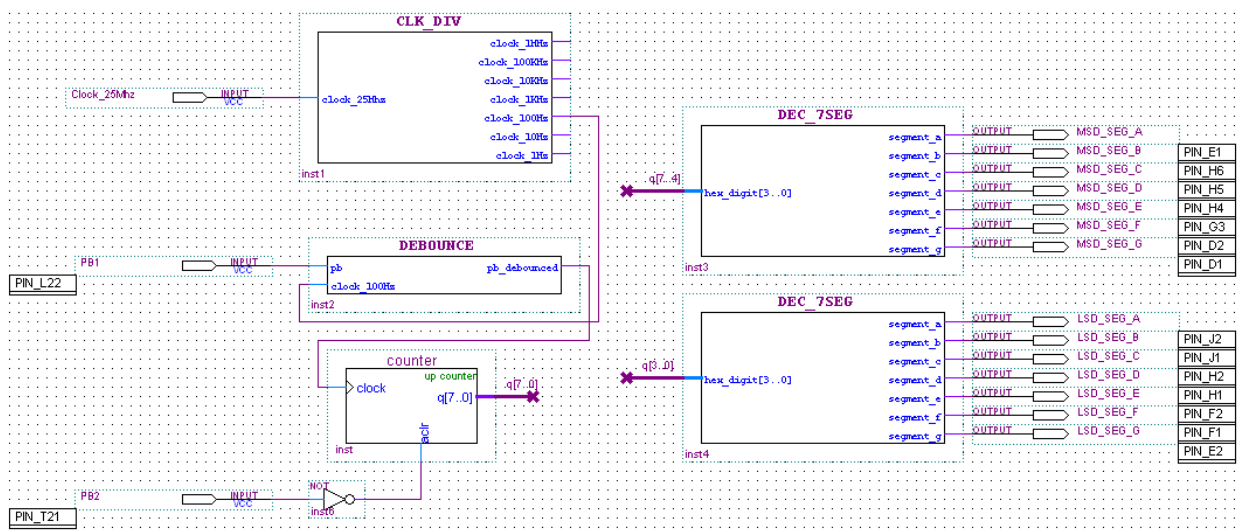 CLK_DIV
clock_1MHz
clock_100KHz
clock_10KHz
clock_1KHz
clock_100Hz
clock_10Hz
clock_1Hz
Clock_25Mhz
INPUT
VCC
clock_25Mhz
inst1
DEBOUNCE
PB1
INPUT
VCC
PIN_L22
pb
pb_debounced
clock_100Hz
inst2
counter
up counter
clock
q[7..0]
q[7..0]
aclr
inst
PB2
INPUT
VCC
PIN_T21
NOT
inst6
DEC_7SEG
q[7..4]
hex_digit[3..0]
segment_a
segment_b
segment_c
segment_d
segment_e
segment_f
segment_g
inst3
OUTPUT MSD_SEG_A
OUTPUT MSD_SEG_B
OUTPUT MSD_SEG_C
OUTPUT MSD_SEG_D
OUTPUT MSD_SEG_E
OUTPUT MSD_SEG_F
OUTPUT MSD_SEG_G
PIN_E1
PIN_H6
PIN_H5
PIN_H4
PIN_G3
PIN_D2
PIN_D1
DEC_7SEG
q[3..0]
hex_digit[3..0]
segment_a
segment_b
segment_c
segment_d
segment_e
segment_f
segment_g
inst4
OUTPUT LSD_SEG_A
OUTPUT LSD_SEG_B
OUTPUT LSD_SEG_C
OUTPUT LSD_SEG_D
OUTPUT LSD_SEG_E
OUTPUT LSD_SEG_F
OUTPUT LSD_SEG_G
PIN_J2
PIN_J1
PIN_H2
PIN_H1
PIN_F2
PIN_F1
PIN_E2